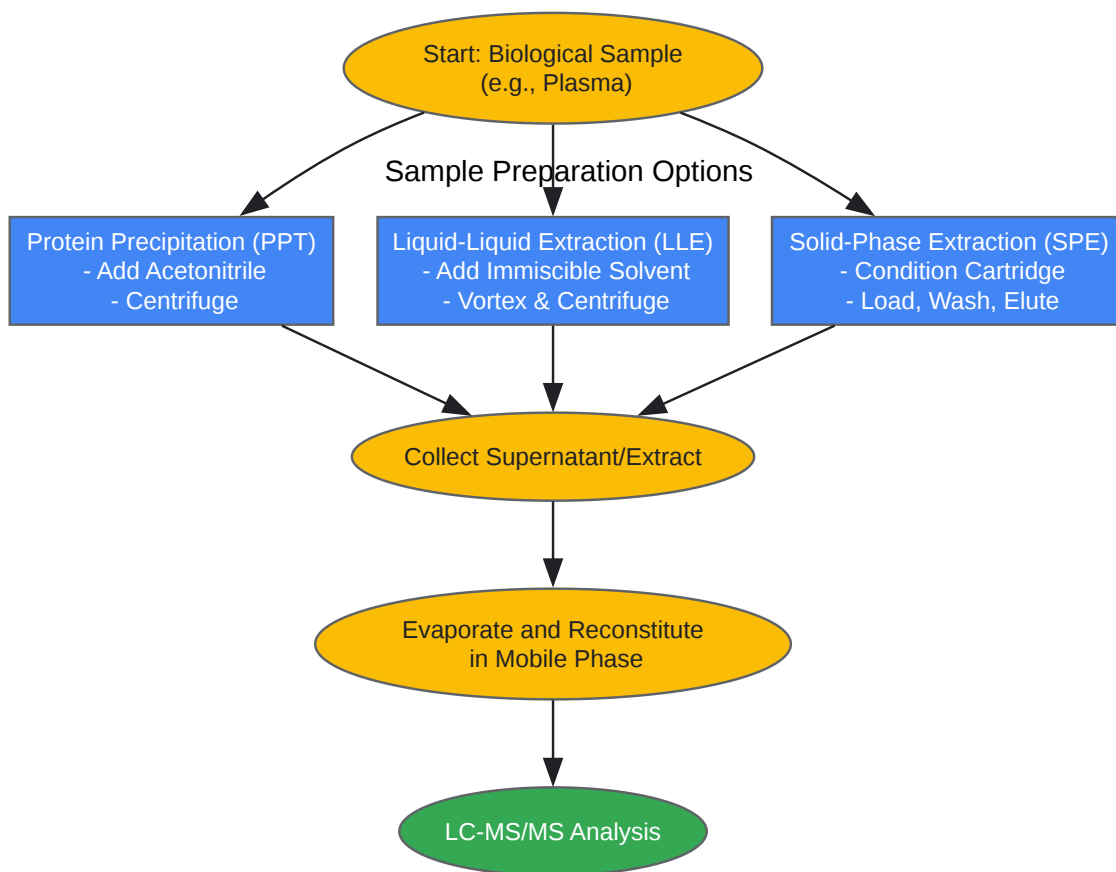 Start: Biological Sample
(e.g., Plasma)
Sample Preparation Options
Protein Precipitation (PPT)
- Add Acetonitrile
- Centrifuge
Liquid-Liquid Extraction (LLE)
- Add Immiscible Solvent
- Vortex & Centrifuge
Solid-Phase Extraction (SPE)
- Condition Cartridge
- Load, Wash, Elute
Collect Supernatant/Extract
Evaporate and Reconstitute
in Mobile Phase
LC-MS/MS Analysis